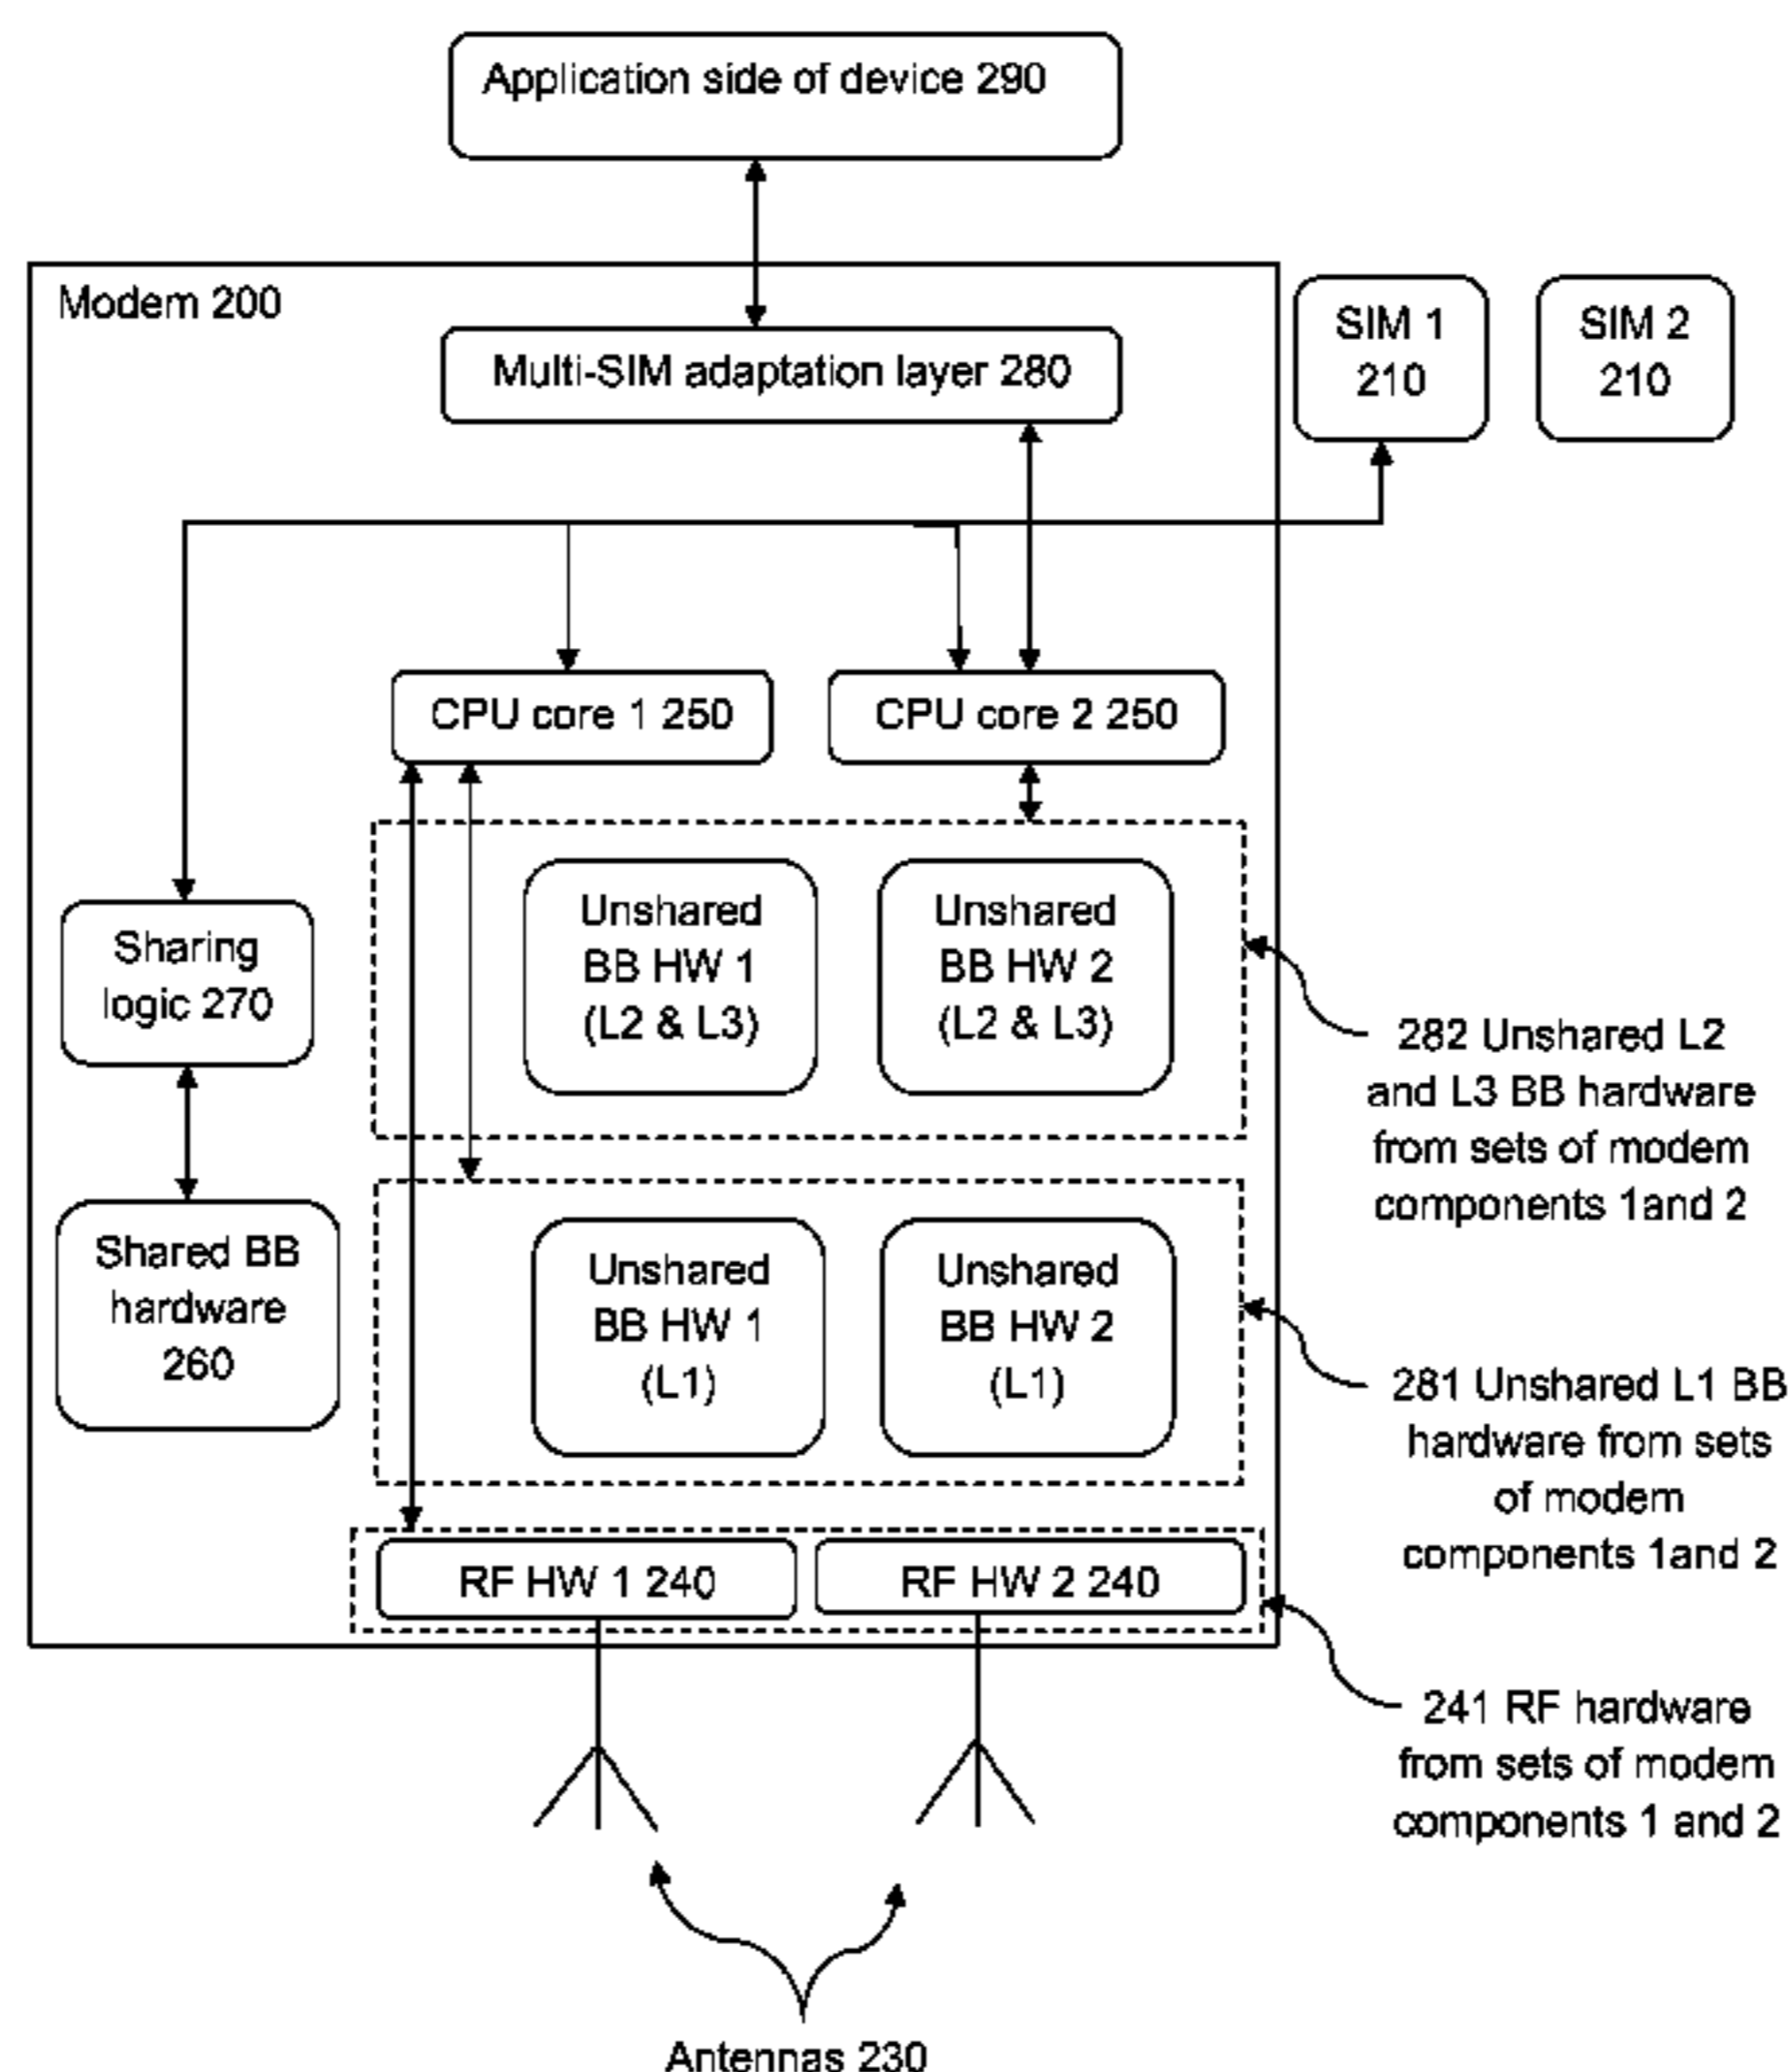 Application side of device 290
Modem 200
Multi-SIM adaptation layer 280
SIM 1
210
SIM 2
210
CPU core 1 250
CPU core 2 250
Sharing
logic 270
Unshared
BB HW 1
(L2 & L3)
Unshared
BB HW 2
(L2 & L3)
282 Unshared L2
and L3 BB hardware
from sets of modem
components 1and 2
Shared BB
hardware
260
Unshared
BB HW 1
(L1)
Unshared
BB HW 2
(L1)
281 Unshared L1 BB
hardware from sets
of modem
components 1and 2
RF HW 1 240
RF HW 2 240
241 RF hardware
from sets of modem
components 1 and 2
Antennas 230